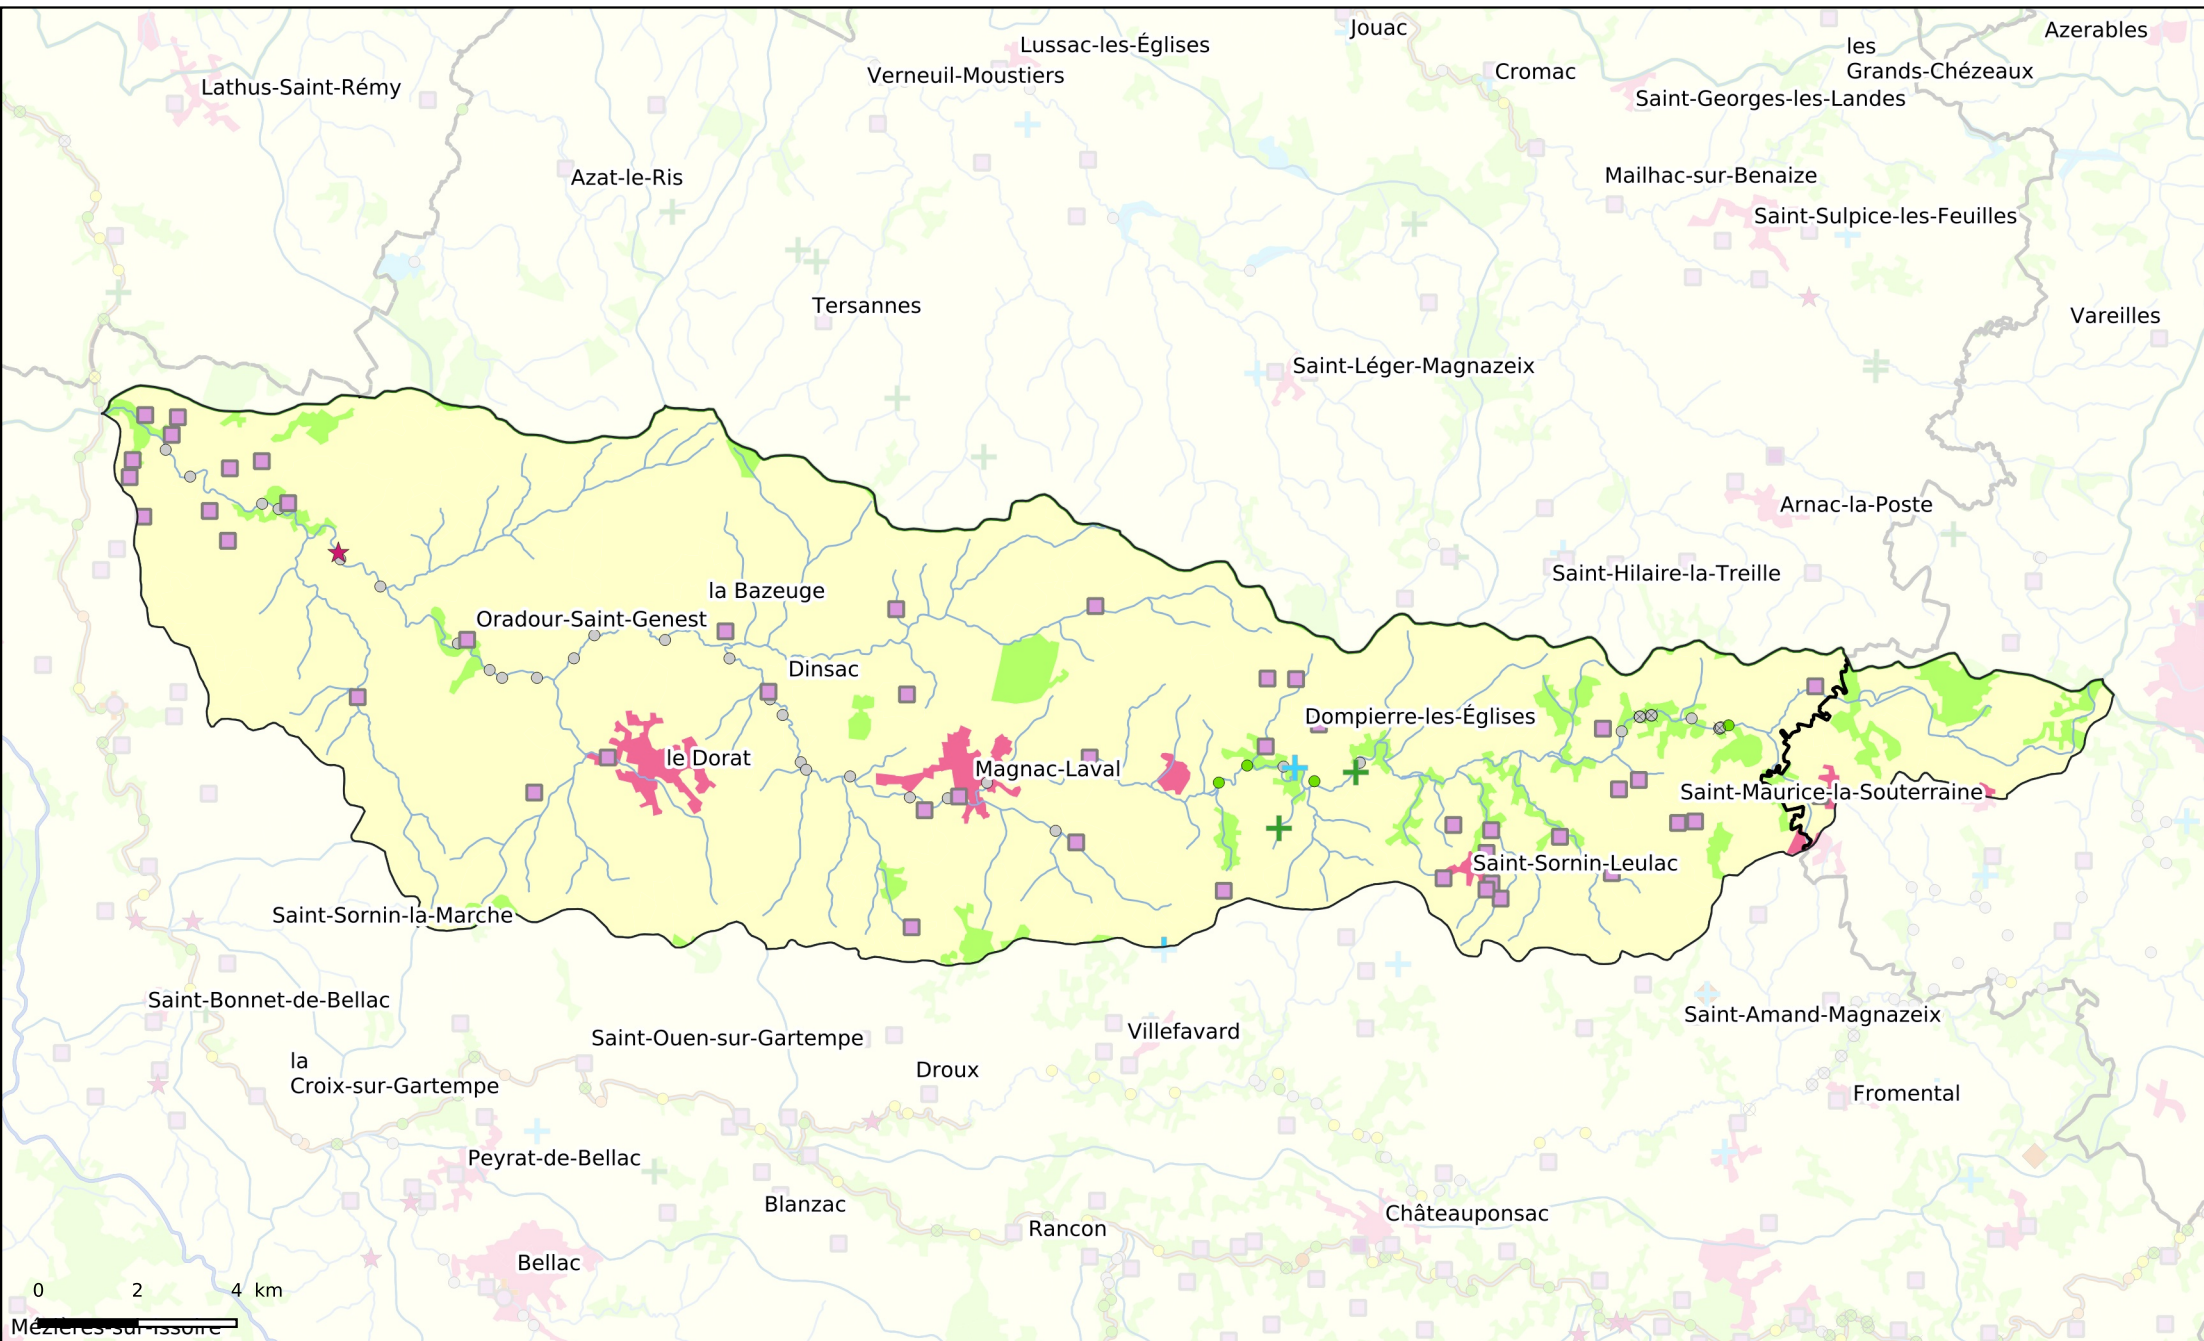 Jouac
Azerables
Lussac-les-Églises
les
Grands-Chézeaux
Verneuil-Moustiers
Cromac
Lathus-Saint-Rémy
Saint-Georges-les-Landes
Azat-le-Ris
Mailhac-sur-Benaize
Saint-Sulpice-les-Feuilles
Tersannes
Vareilles
Saint-Léger-Magnazeix
Arnac-la-Poste
Saint-Hilaire-la-Treille
la Bazeuge
Oradour-Saint-Genest
Dinsac
Dompierre-les-Églises
le Dorat
Magnac-Laval
Saint-Maurice-la-Souterraine
Saint-Sornin-Leulac
Saint-Sornin-la-Marche
Saint-Bonnet-de-Bellac
Saint-Amand-Magnazeix
Villefavard
Saint-Ouen-sur-Gartempe
la
Croix-sur-Gartempe
Droux
Fromental
Peyrat-de-Bellac
Blanzac
Châteauponsac
Rancon
Bellac
0 2 4 km
Mézières-sur-Issoire